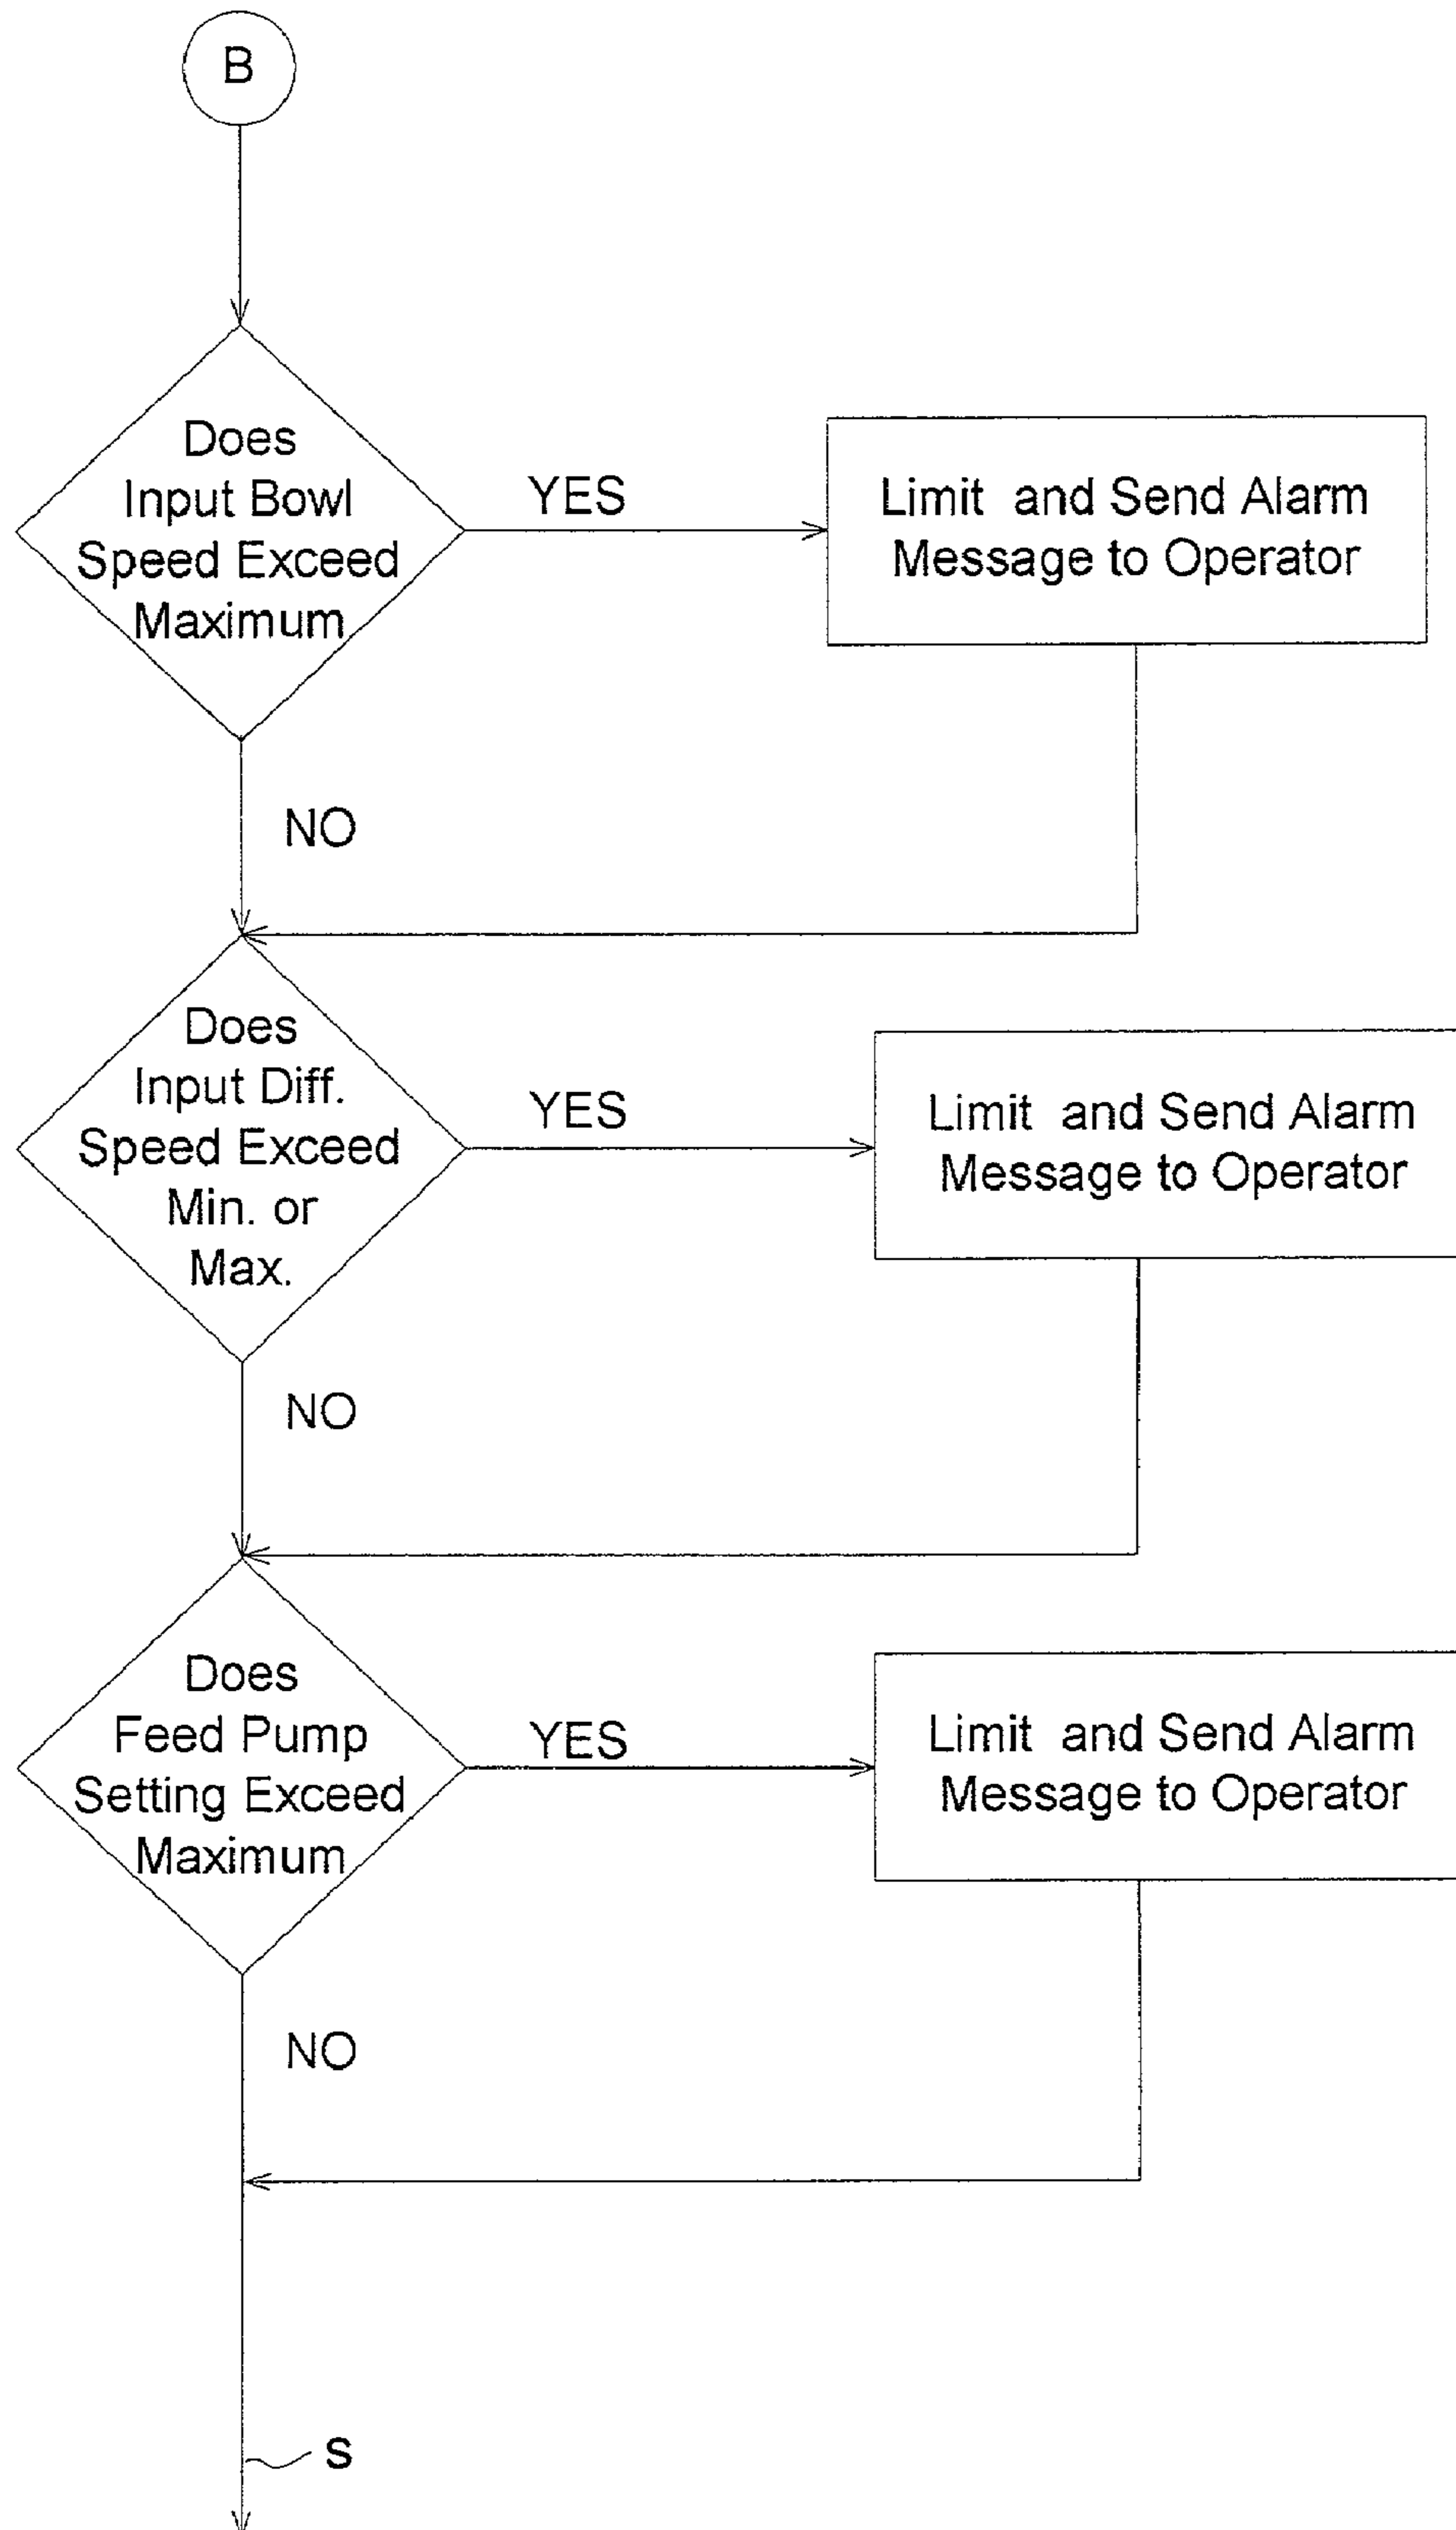 B
Does
Input Bowl
Speed Exceed
Maximum
YES
Limit and Send Alarm
Message to Operator
NO
Does
Input Diff.
Speed Exceed
Min. or
Max.
YES
Limit and Send Alarm
Message to Operator
NO
Does
Feed Pump
Setting Exceed
Maximum
YES
Limit and Send Alarm
Message to Operator
NO
s